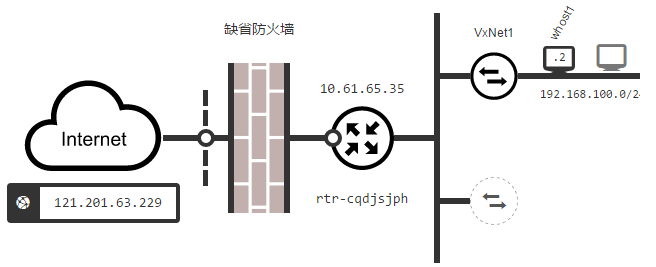 缺省防火墙
VxNet1
whost1
.2
10.61.65.35
192.168.100.0/24
Internet
121.201.63.229
rtr-cqdjsjph